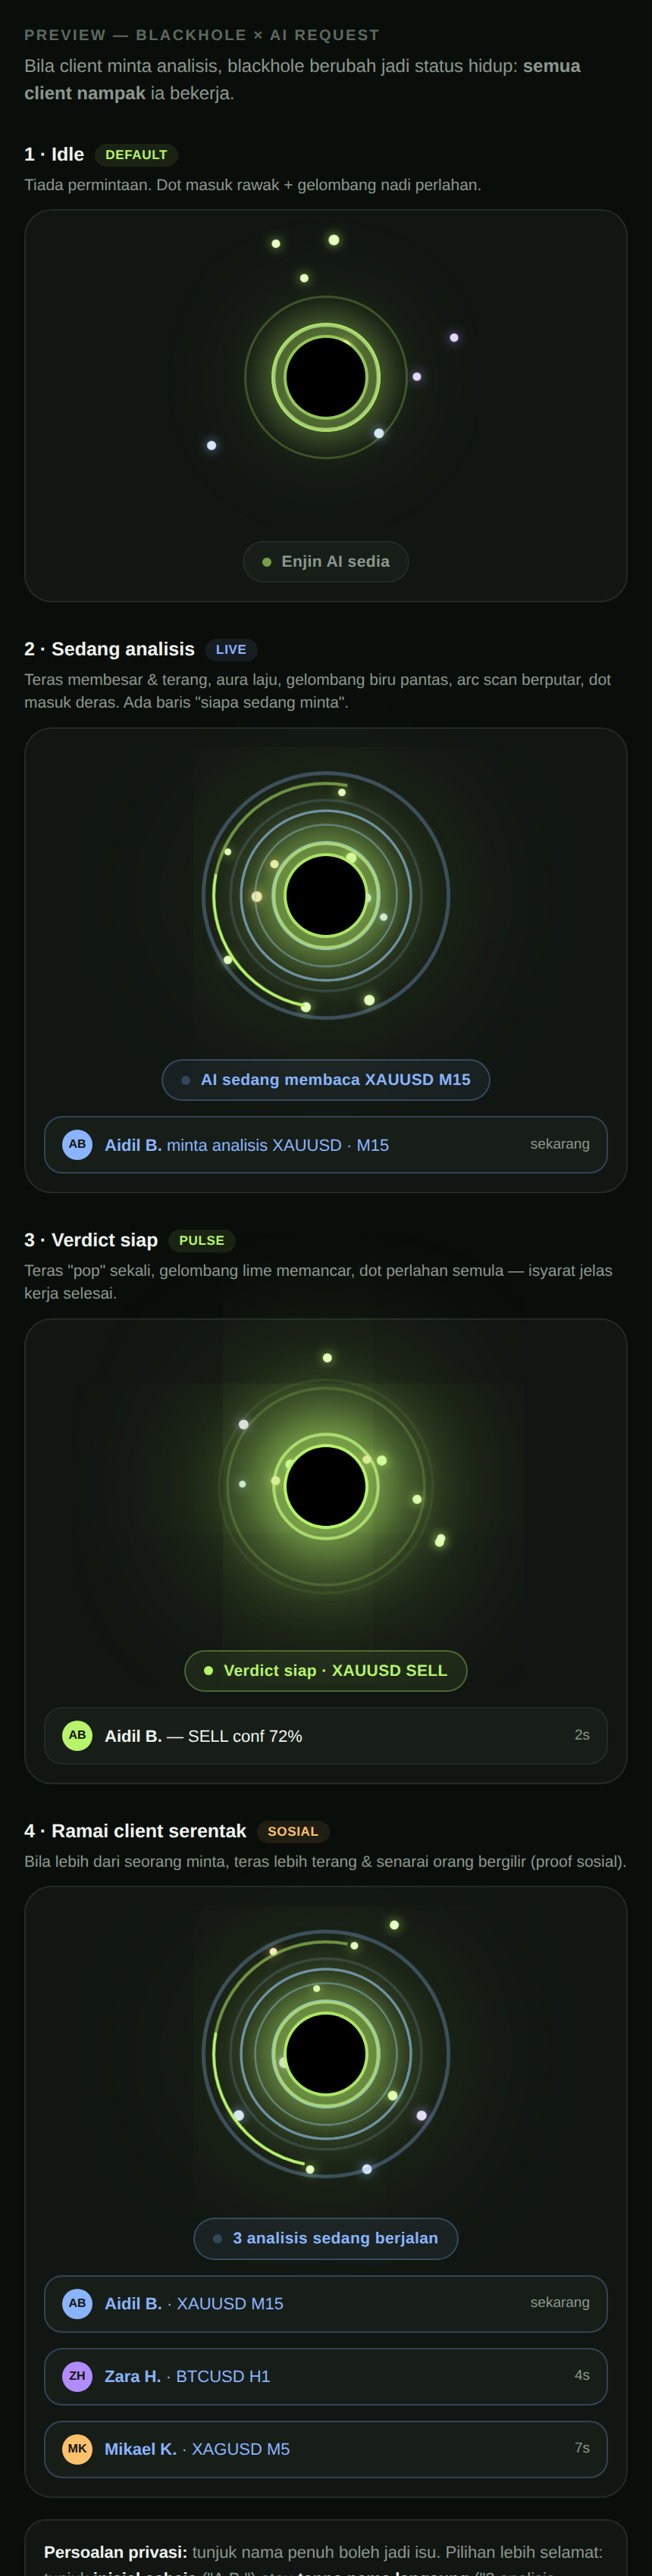 PREVIEW — BLACKHOLE × AI REQUEST
Bila client minta analisis, blackhole berubah jadi status hidup: semua
client nampak ia bekerja.
1 · Idle DEFAULT
Tiada permintaan. Dot masuk rawak + gelombang nadi perlahan.
Enjin AI sedia
2 · Sedang analisis LIVE
Teras membesar & terang, aura laju, gelombang biru pantas, arc scan berputar, dot
masuk deras. Ada baris "siapa sedang minta".
AI sedang membaca XAUUSD M15
AB Aidil B. minta analisis XAUUSD · M15 sekarang
3 · Verdict siap PULSE
Teras "pop" sekali, gelombang lime memancar, dot perlahan semula — isyarat jelas
kerja selesai.
Verdict siap · XAUUSD SELL
AB Aidil B. — SELL conf 72% 2s
4 · Ramai client serentak SOSIAL
Bila lebih dari seorang minta, teras lebih terang & senarai orang bergilir (proof sosial).
3 analisis sedang berjalan
AB Aidil B. · XAUUSD M15 sekarang
ZH Zara H. · BTCUSD H1 4s
MK Mikael K. · XAGUSD M5 7s
Persoalan privasi: tunjuk nama penuh boleh jadi isu. Pilihan lebih selamat: